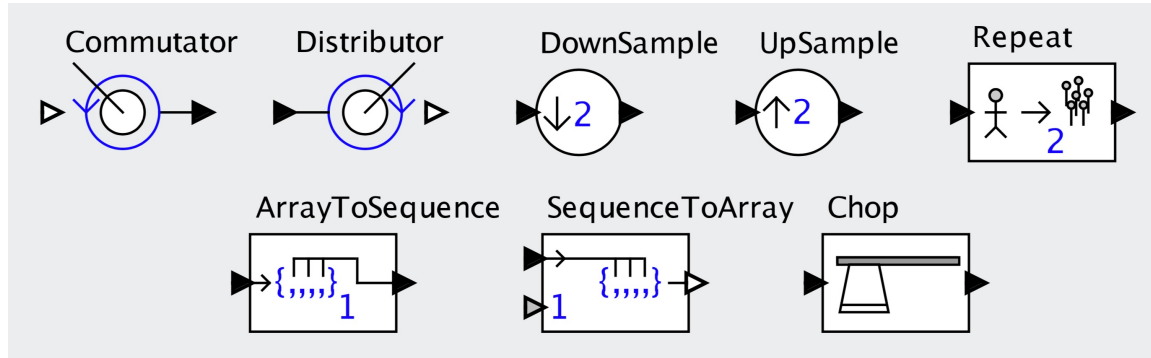 Commutator
Distributor
DownSample
UpSample
Repeat
2
2
2
ArrayToSequence
SequenceToArray
Chop
{,,,,}
1
{,,,,}
1